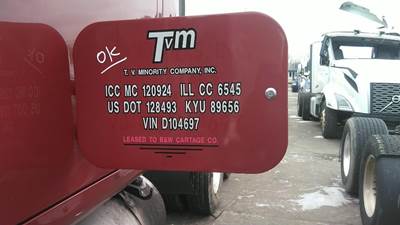 OK
Tvm
T. V. MINORITY COMPANY, INC.
ICC MC 120924 ILL CC 6545
US DOT 128493 KYU 89656
VIN D104697
LEASED TO R&W CARTAGE CO.